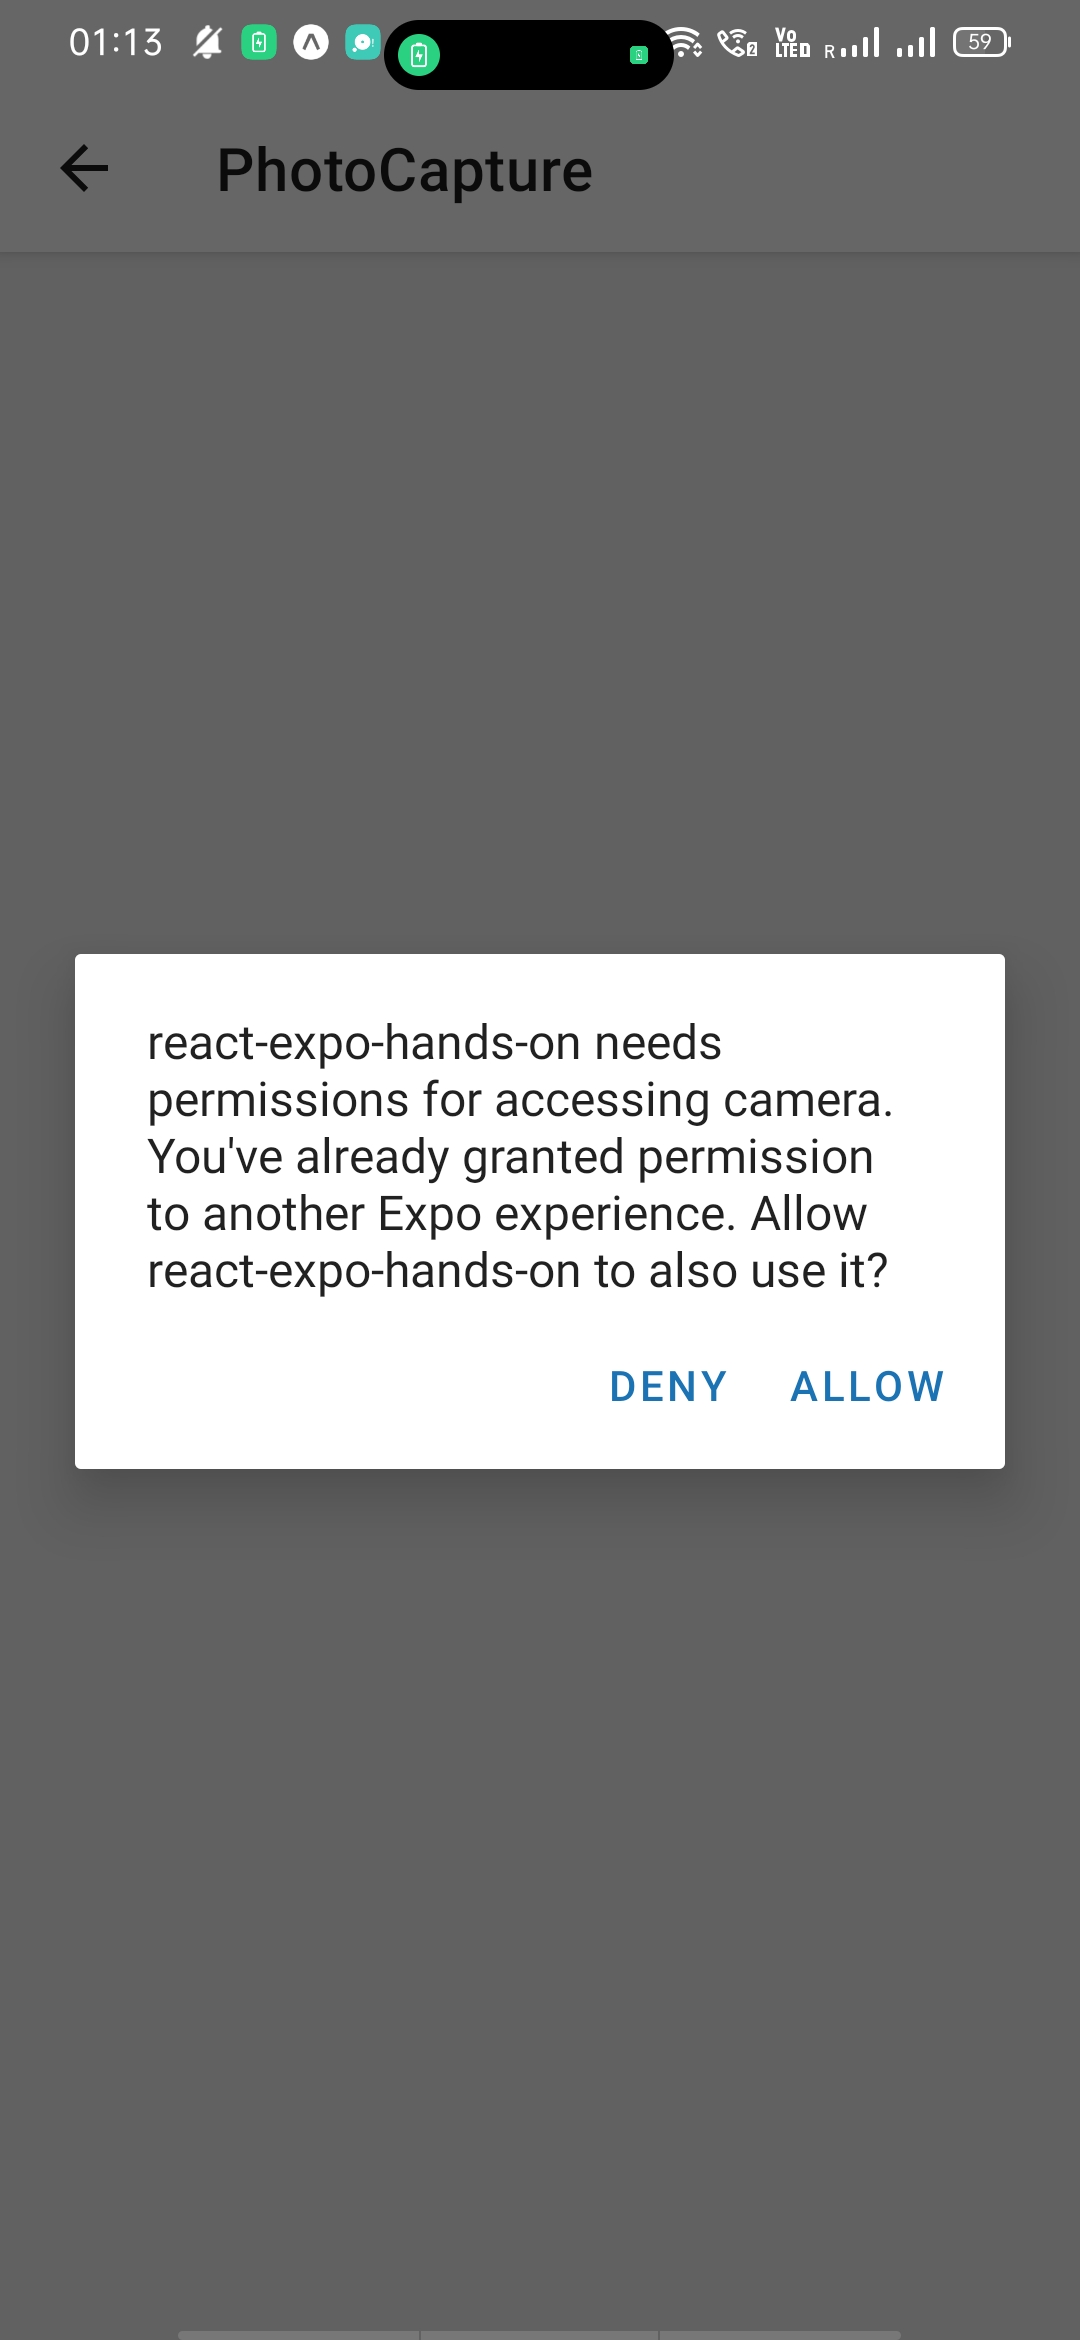 01:13
Vo
LTE D
2
R
59
PhotoCapture
react-expo-hands-on needs
permissions for accessing camera.
You've already granted permission
to another Expo experience. Allow
react-expo-hands-on to also use it?
DENY ALLOW